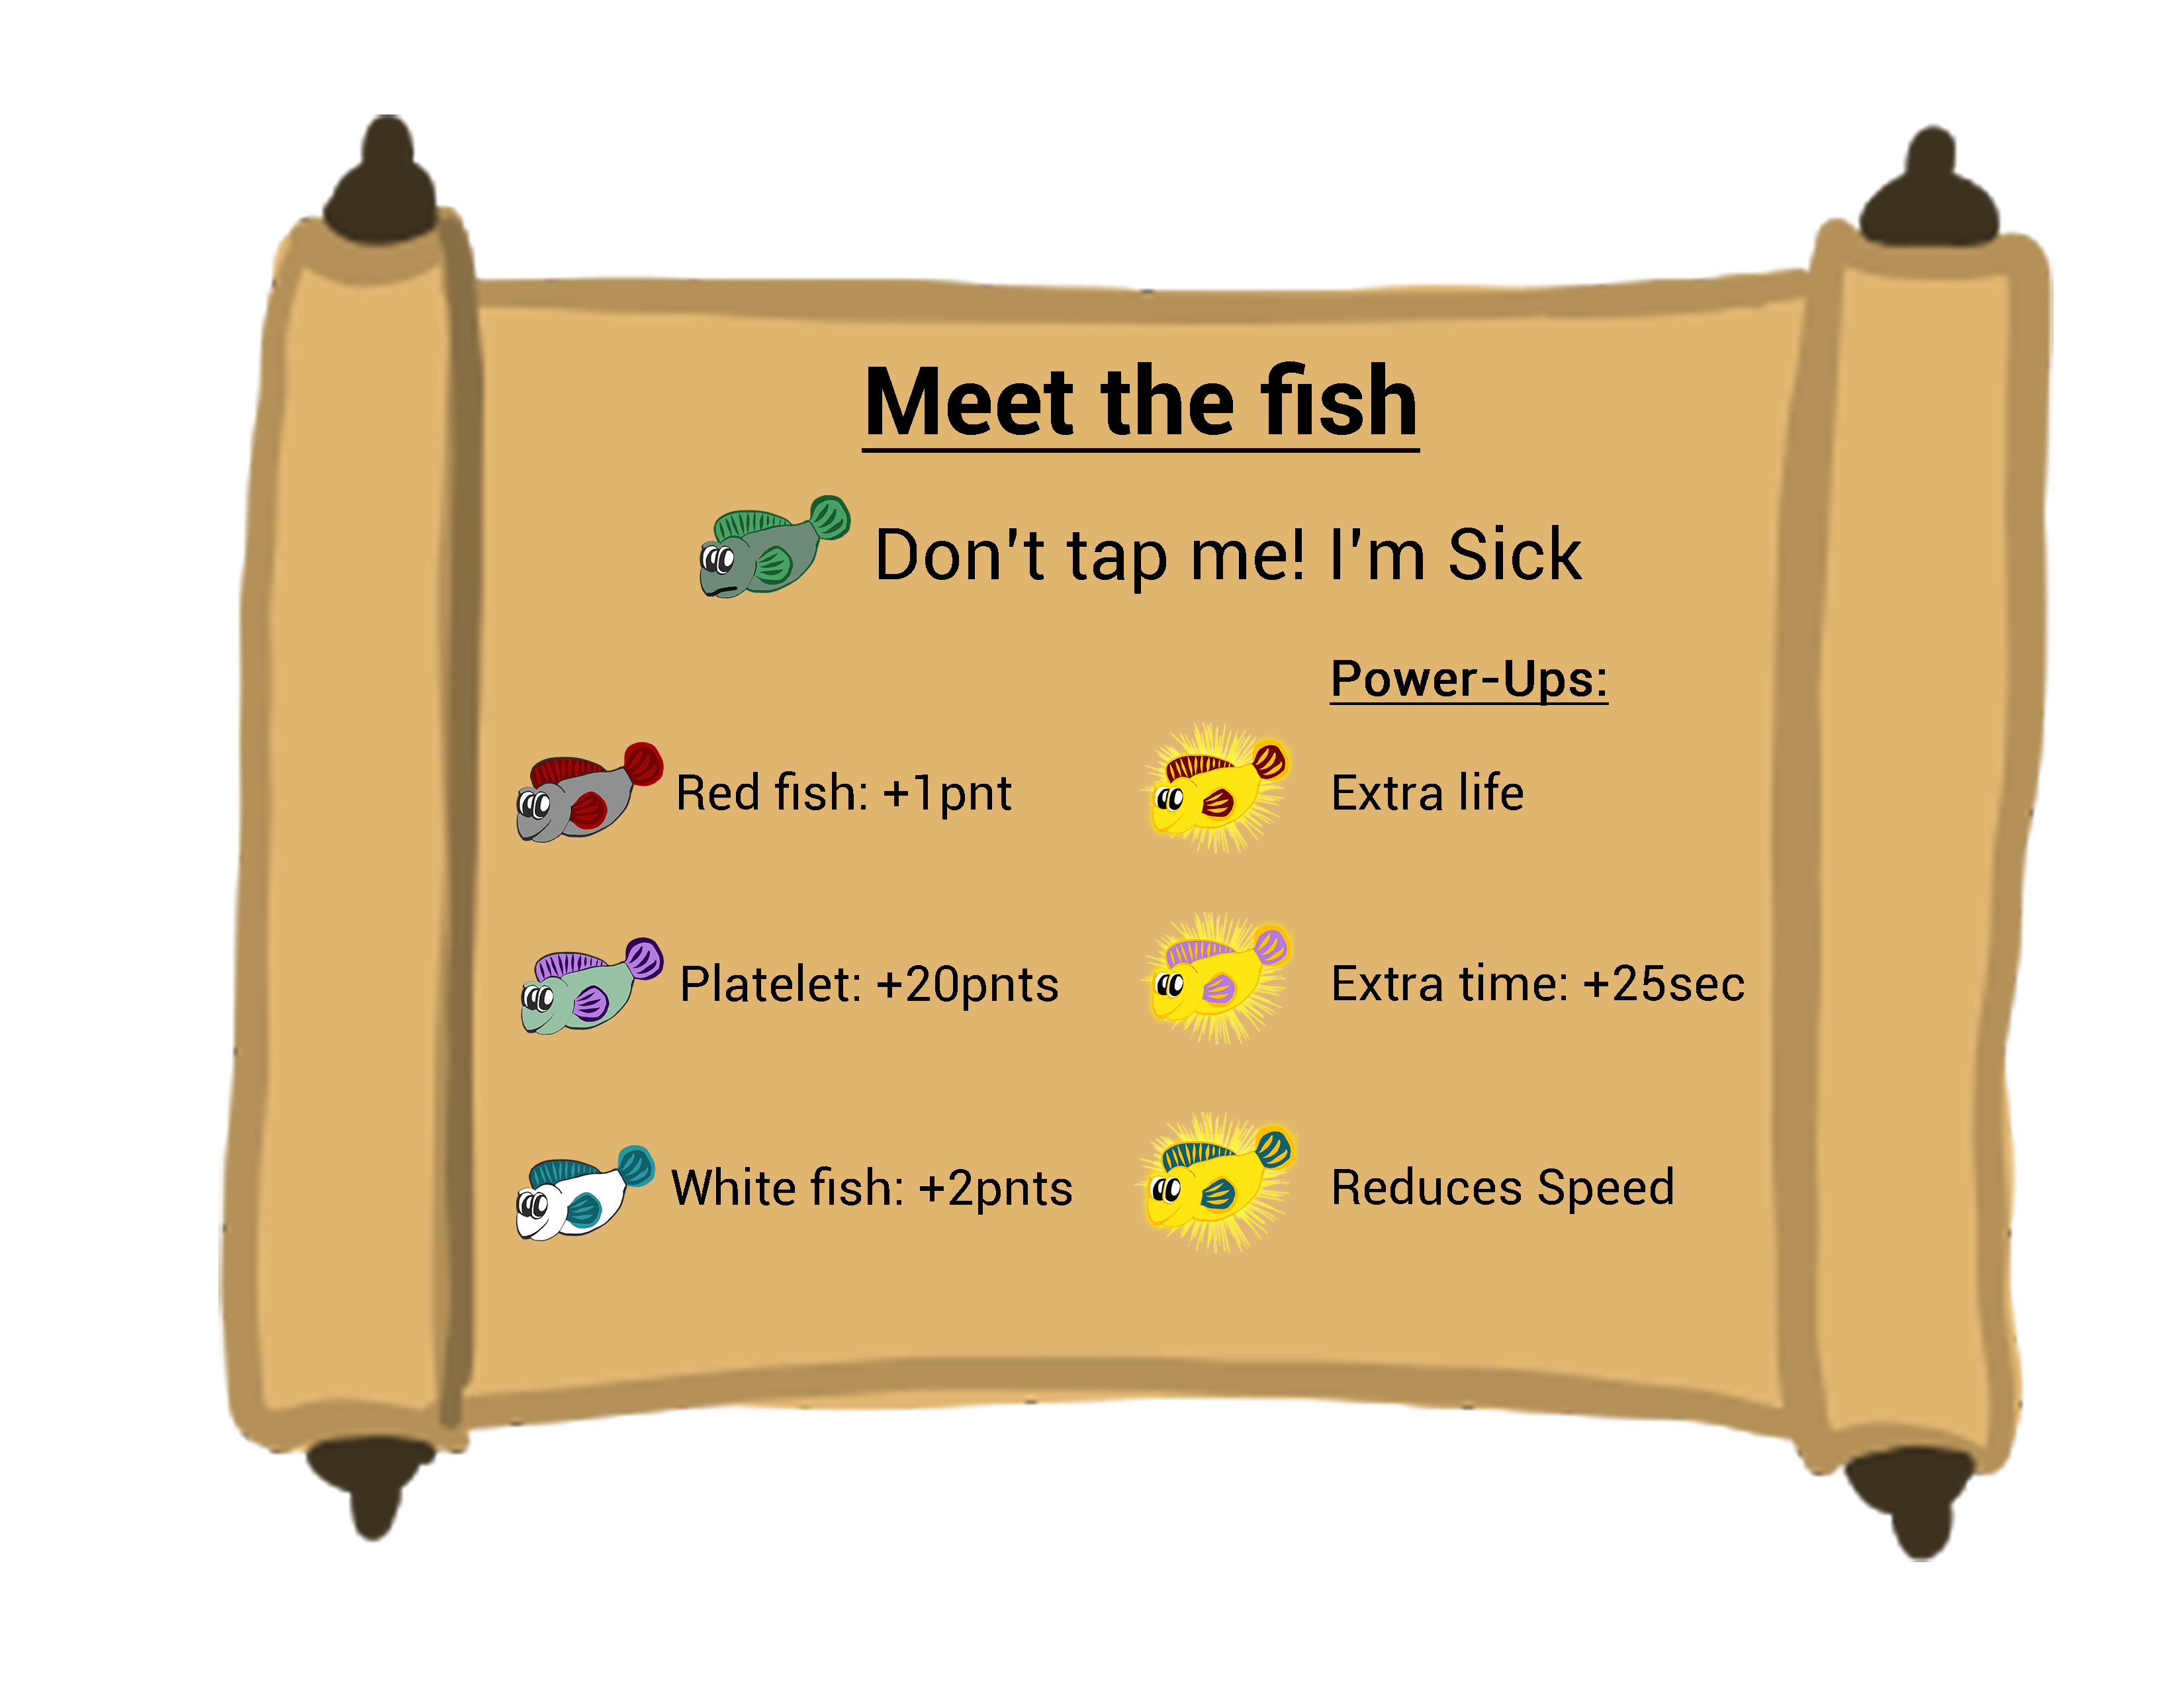 Meet the fish
Don't tap me! I'm Sick
Power-Ups:
Red fish: +1pnt
Extra life
Platelet: +20pnts
Extra time: +25sec
White fish: +2pnts
Reduces Speed